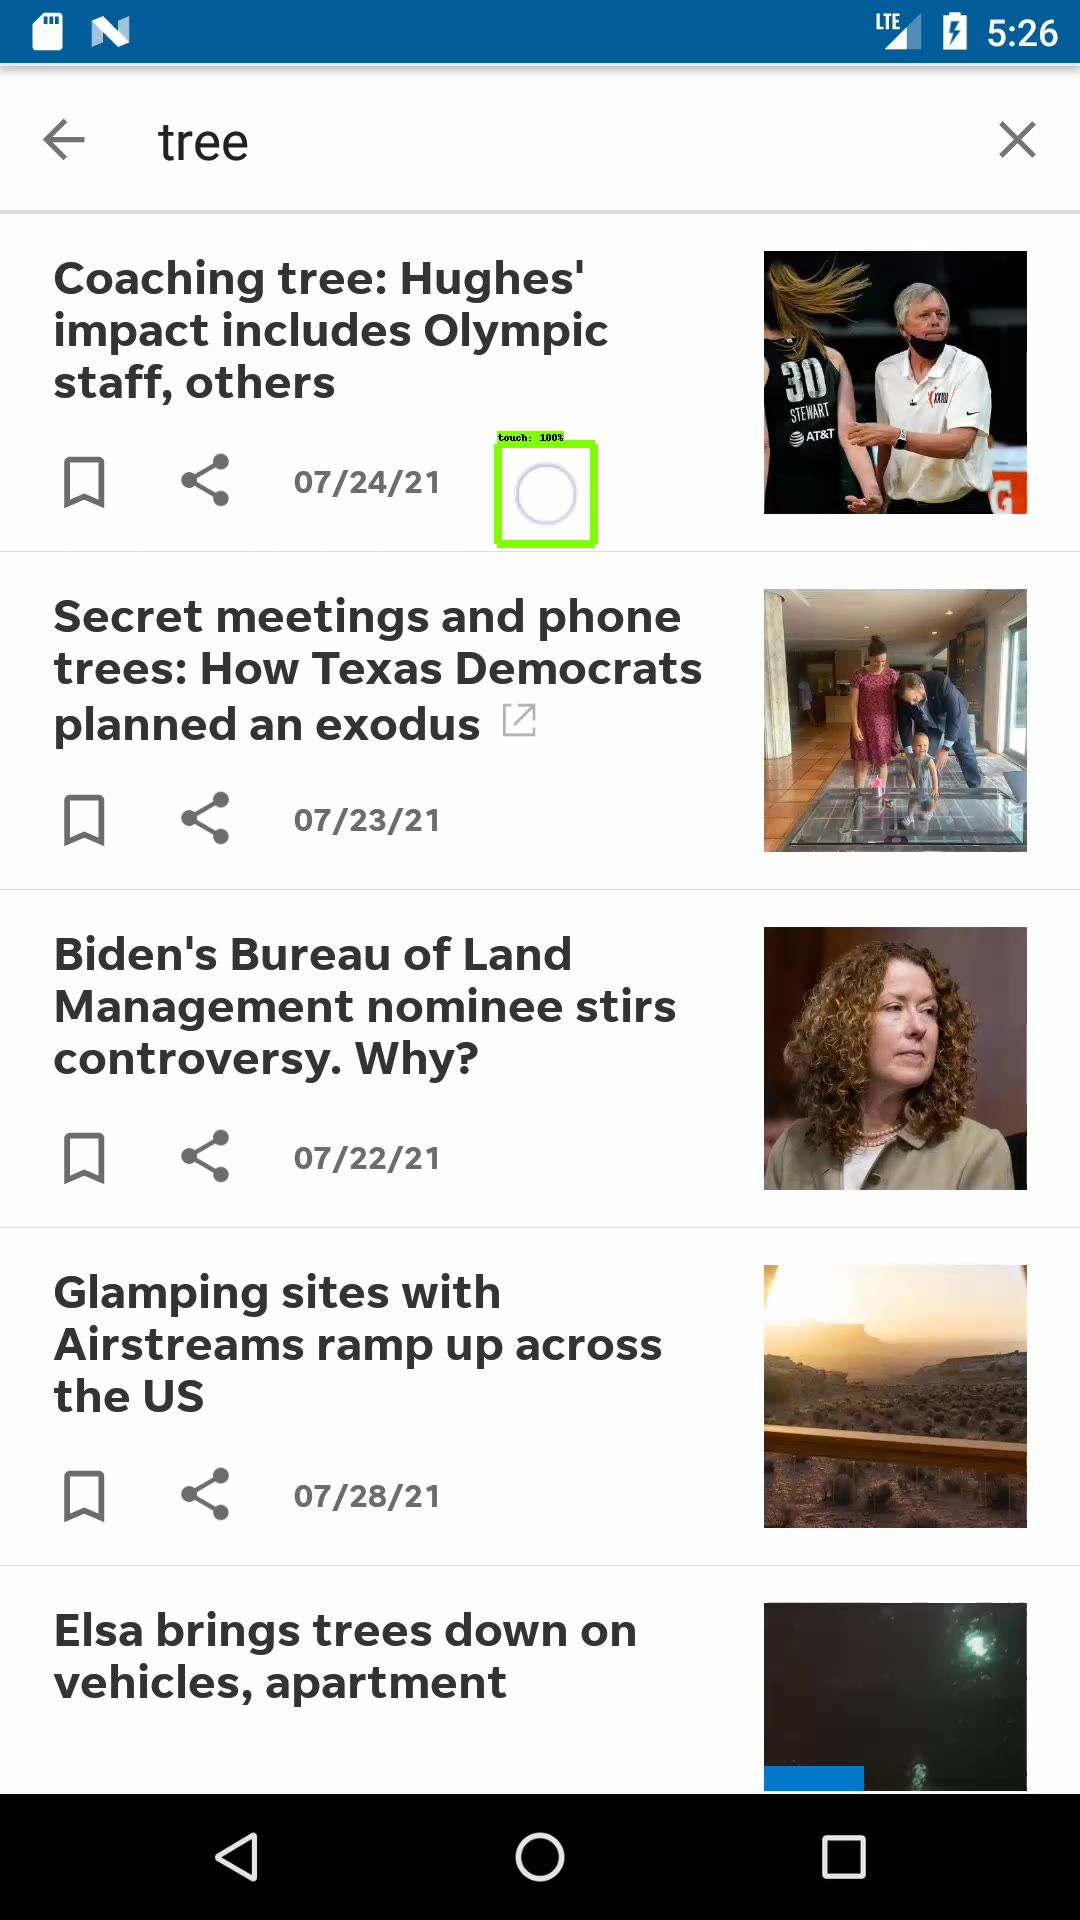 LTE 5:26
tree
Coaching tree: Hughes'
impact includes Olympic
staff, others
30
STEWART
AT&T
XXIII
touch: 100%
07/24/21
G
Secret meetings and phone
trees: How Texas Democrats
planned an exodus
07/23/21
Biden's Bureau of Land
Management nominee stirs
controversy. Why?
07/22/21
Glamping sites with
Airstreams ramp up across
the US
07/28/21
Elsa brings trees down on
vehicles, apartment